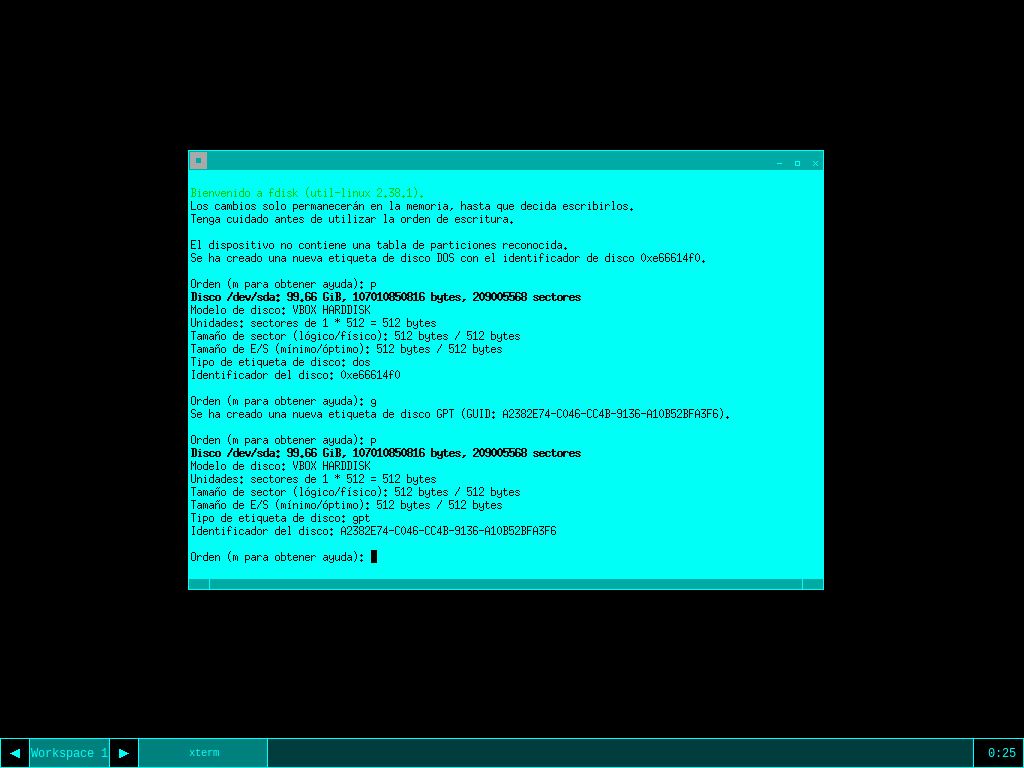 Bienvenido a fdisk (util-linux 2.38.1).
Los cambios solo permanecerán en la memoria, hasta que decida escribirlos.
Tenga cuidado antes de utilizar la orden de escritura.
El dispositivo no contiene una tabla de particiones reconocida.
Se ha creado una nueva etiqueta de disco DOS con el identificador de disco 0xe66614f0.
Orden (m para obtener ayuda): p
Disco /dev/sda: 99.66 GiB, 107010850816 bytes, 209005568 sectores
Modelo de disco: VBOX HARDDISK
Unidades: sectores de 1 * 512 = 512 bytes
Tamaño de sector (lógico/físico): 512 bytes / 512 bytes
Tamaño de E/S (mínimo/óptimo): 512 bytes / 512 bytes
Tipo de etiqueta de disco: dos
Identificador del disco: 0xe66614f0
Orden (m para obtener ayuda): g
Se ha creado una nueva etiqueta de disco GPT (GUID: A2382E74-C046-CC4B-9136-A10B52BFA3F6).
Orden (m para obtener ayuda): p
Disco /dev/sda: 99.66 GiB, 107010850816 bytes, 209005568 sectores
Modelo de disco: VBOX HARDDISK
Unidades: sectores de 1 * 512 = 512 bytes
Tamaño de sector (lógico/físico): 512 bytes / 512 bytes
Tamaño de E/S (mínimo/óptimo): 512 bytes / 512 bytes
Tipo de etiqueta de disco: gpt
Identificador del disco: A2382E74-C046-CC4B-9136-A10B52BFA3F6
Orden (m para obtener ayuda):
Workspace 1 xterm 0:25